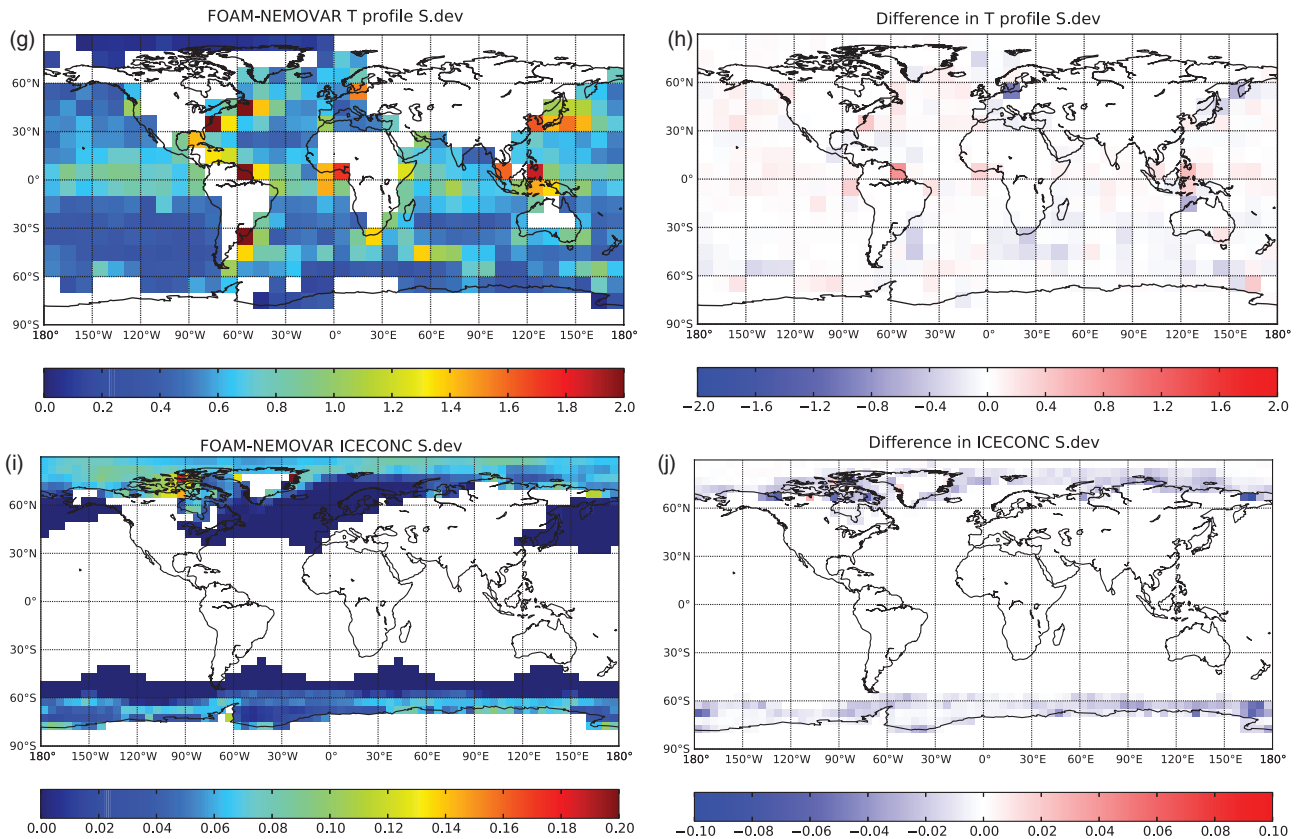 FOAM-NEMOVAR T profile S.dev
(g)
60°N
30°N
0°
30°S
60°S
90°S
180° 150°W 120°W 90°W 60°W 30°W 0° 30°E 60°E 90°E 120°E 150°E 180°
0.0 0.2 0.4 0.6 0.8 1.0 1.2 1.4 1.6 1.8 2.0
Difference in T profile S.dev
(h)
60°N
30°N
0°
30°S
60°S
90°S
180° 150°W 120°W 90°W 60°W 30°W 0° 30°E 60°E 90°E 120°E 150°E 180°
−2.0 −1.6 −1.2 −0.8 −0.4 0.0 0.4 0.8 1.2 1.6 2.0
FOAM-NEMOVAR ICECONC S.dev
(i)
60°N
30°N
0°
30°S
60°S
90°S
180° 150°W 120°W 90°W 60°W 30°W 0° 30°E 60°E 90°E 120°E 150°E 180°
0.00 0.02 0.04 0.06 0.08 0.10 0.12 0.14 0.16 0.18 0.20
Difference in ICECONC S.dev
(j)
60°N
30°N
0°
30°S
60°S
90°S
180° 150°W 120°W 90°W 60°W 30°W 0° 30°E 60°E 90°E 120°E 150°E 180°
−0.10 −0.08 −0.06 −0.04 −0.02 0.00 0.02 0.04 0.06 0.08 0.10